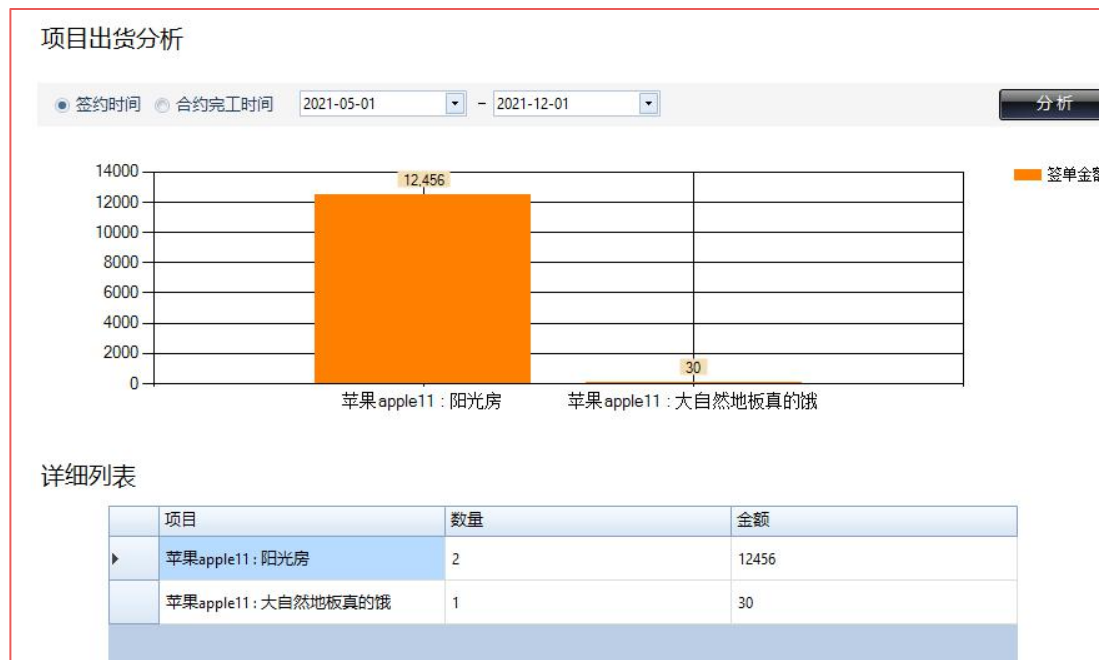 项目出货分析
签约时间 合约完工时间 2021-05-01 - 2021-12-01 分析
14000
12,456
签单金额
12000
10000
8000
6000
4000
2000
30
0
苹果apple11 : 阳光房 苹果apple11 : 大自然地板真的饿
详细列表
项目 数量 金额
苹果apple11 : 阳光房 2 12456
苹果apple11 : 大自然地板真的饿 1 30